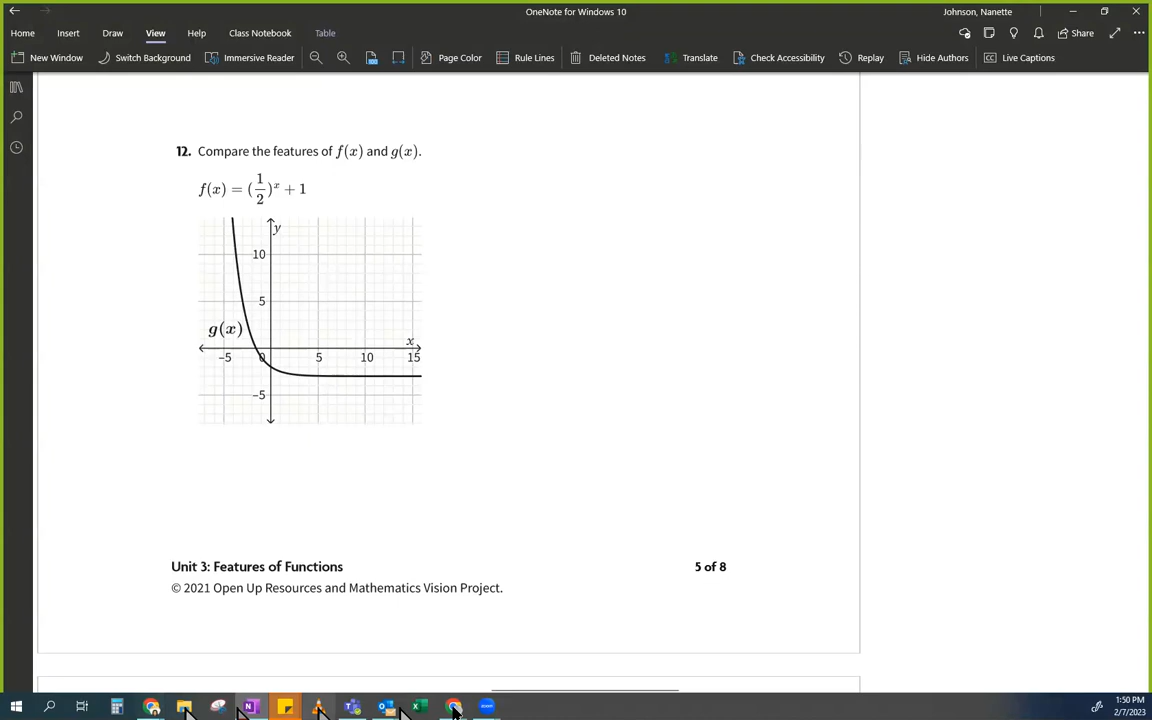 OneNote for Windows 10
Johnson, Nanette
Home Insert Draw View Help Class Notebook Table
Share
New Window Switch Background Immersive Reader Page Color Rule Lines Deleted Notes Translate Check Accessibility Replay Hide Authors CC Live Captions
12. Compare the features of f(x) and g(x).
f(x) = (1/2)^x + 1
y
10
5
g(x)
x
-5 0 5 10 15
-5
Unit 3: Features of Functions 5 of 8
© 2021 Open Up Resources and Mathematics Vision Project.
1:50 PM
2/7/2023